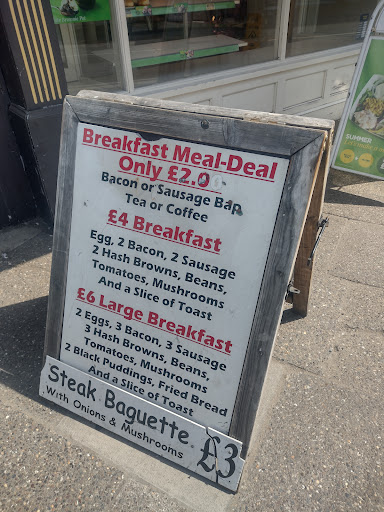 Breakfast Meal-Deal
Only £2.0
Bacon or Sausage Bap
Tea or Coffee
£4 Breakfast
Egg, 2 Bacon, 2 Sausage
2 Hash Browns, Beans,
Tomatoes, Mushrooms
And a Slice of Toast
£6 Large Breakfast
2 Eggs, 3 Bacon, 3 Sausage
3 Hash Browns, Beans,
Tomatoes, Mushrooms
2 Black Puddings, Fried Bread
And a Slice of Toast
Steak Baguette £3
With Onions & Mushrooms
SUMMER